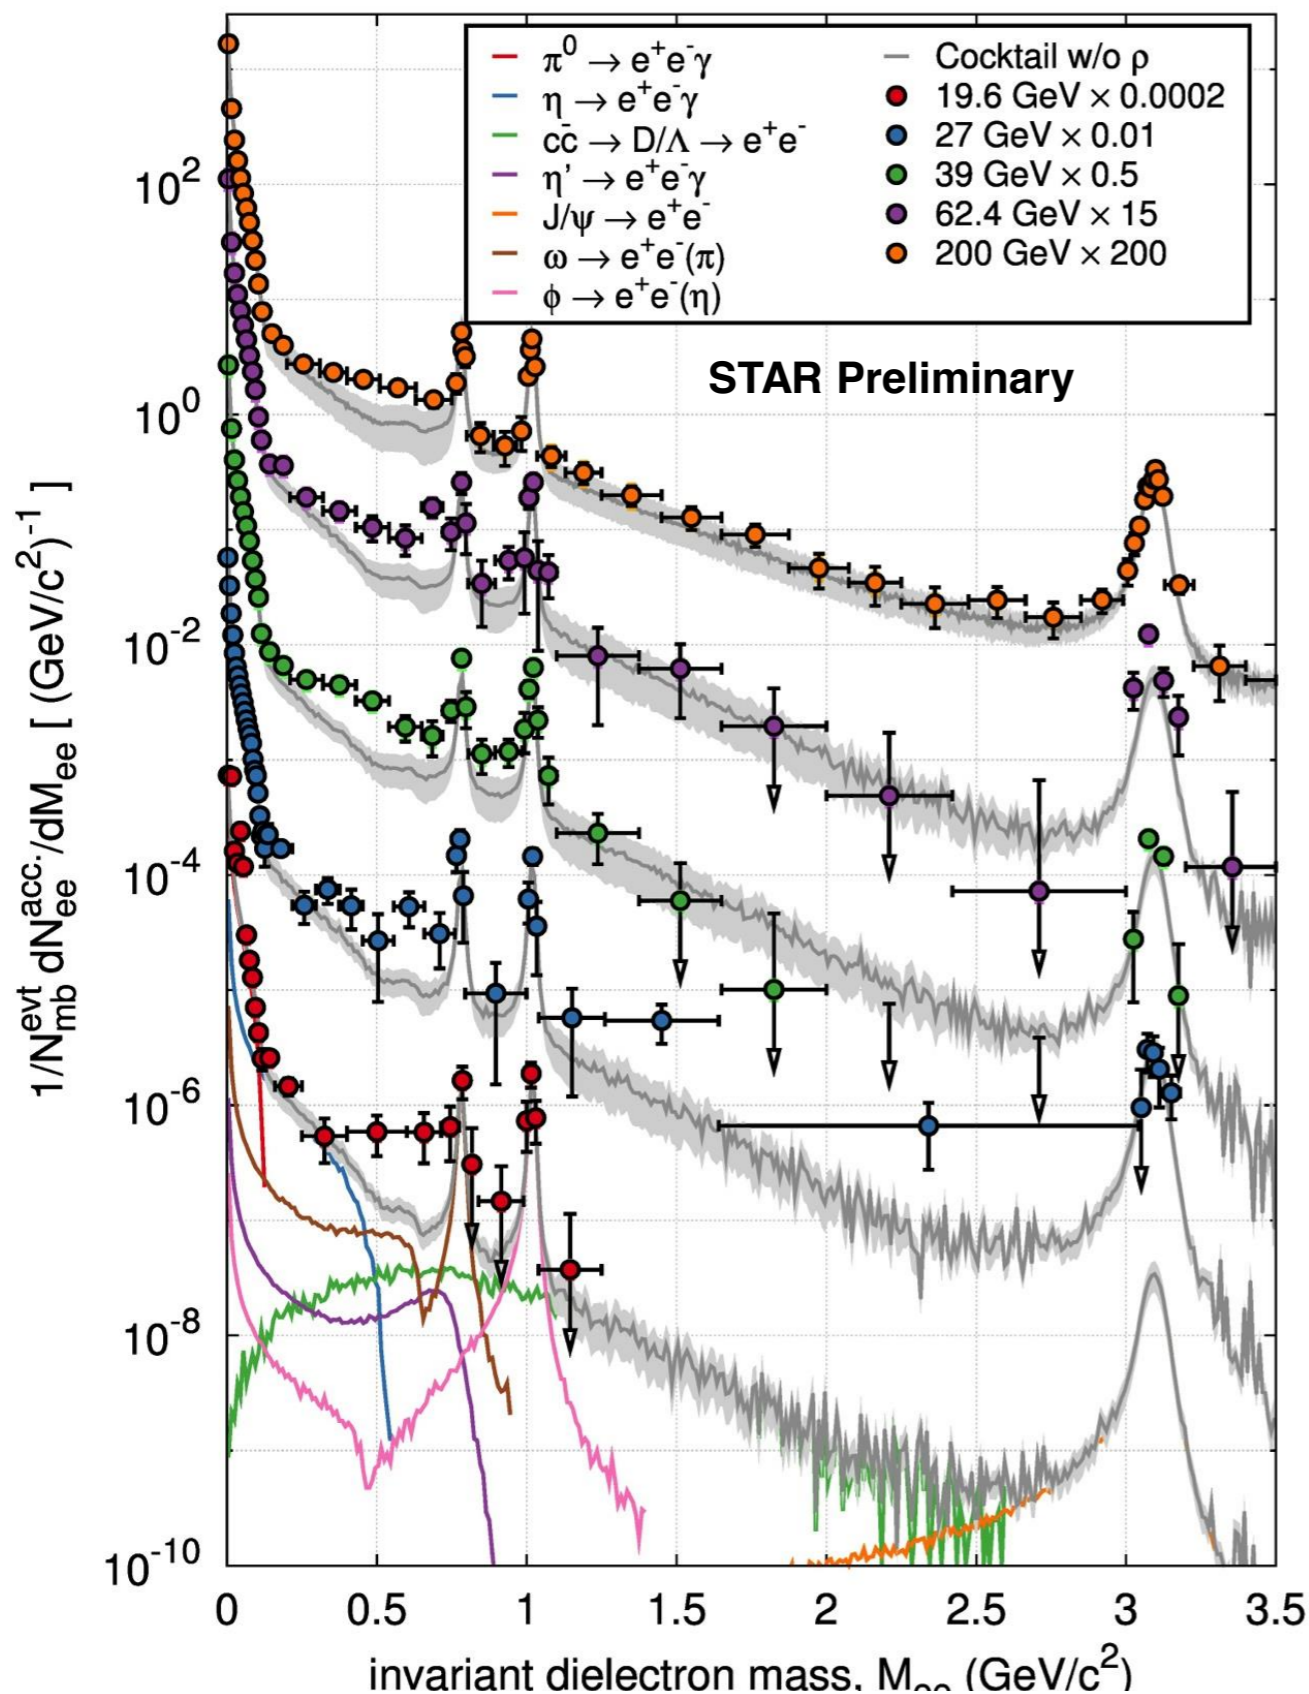 π⁰ → e⁺e⁻γ
η → e⁺e⁻γ
cc̄ → D/Λ → e⁺e⁻
η' → e⁺e⁻γ
J/ψ → e⁺e⁻
ω → e⁺e⁻(π)
ϕ → e⁺e⁻(η)
Cocktail w/o ρ
19.6 GeV × 0.0002
27 GeV × 0.01
39 GeV × 0.5
62.4 GeV × 15
200 GeV × 200
STAR Preliminary
1/N_mb^evt dN_ee^acc./dM_ee [ (GeV/c²)⁻¹ ]
10²
10⁰
10⁻²
10⁻⁴
10⁻⁶
10⁻⁸
10⁻¹⁰
0 0.5 1 1.5 2 2.5 3 3.5
invariant dielectron mass, M_ee (GeV/c²)